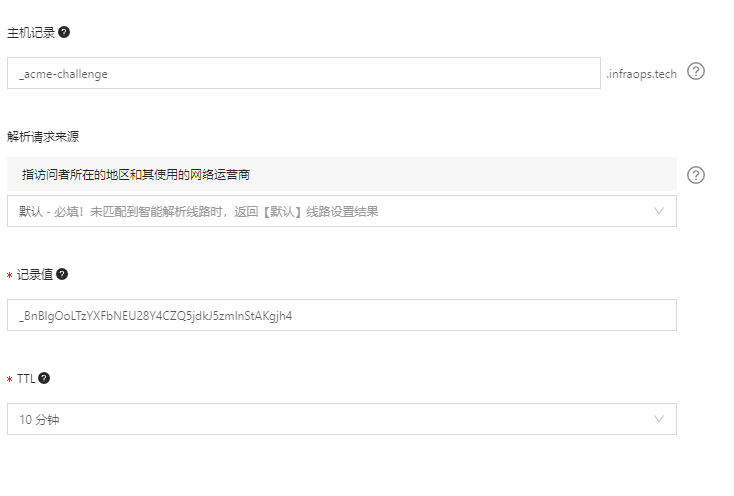 主机记录 ?
_acme-challenge .infraops.tech ?
解析请求来源
指访问者所在的地区和其使用的网络运营商 ?
默认 - 必填！未匹配到智能解析线路时，返回【默认】线路设置结果
* 记录值 ?
_BnBlgOoLTzYXFbNEU28Y4CZQ5jdkJ5zmlnStAKgjh4
* TTL ?
10 分钟